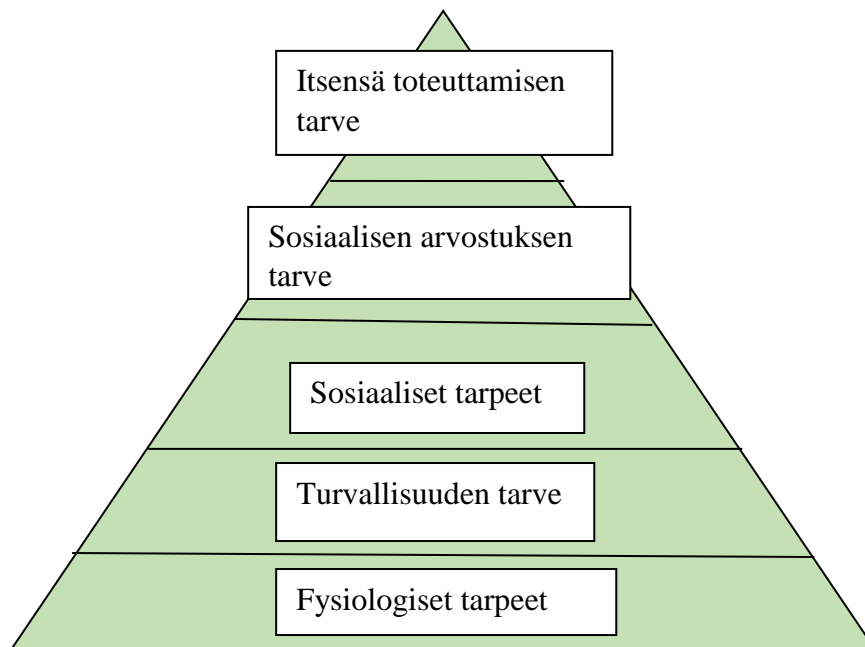 Itsensä toteuttamisen
tarve
Sosiaalisen arvostuksen
tarve
Sosiaaliset tarpeet
Turvallisuuden tarve
Fysiologiset tarpeet